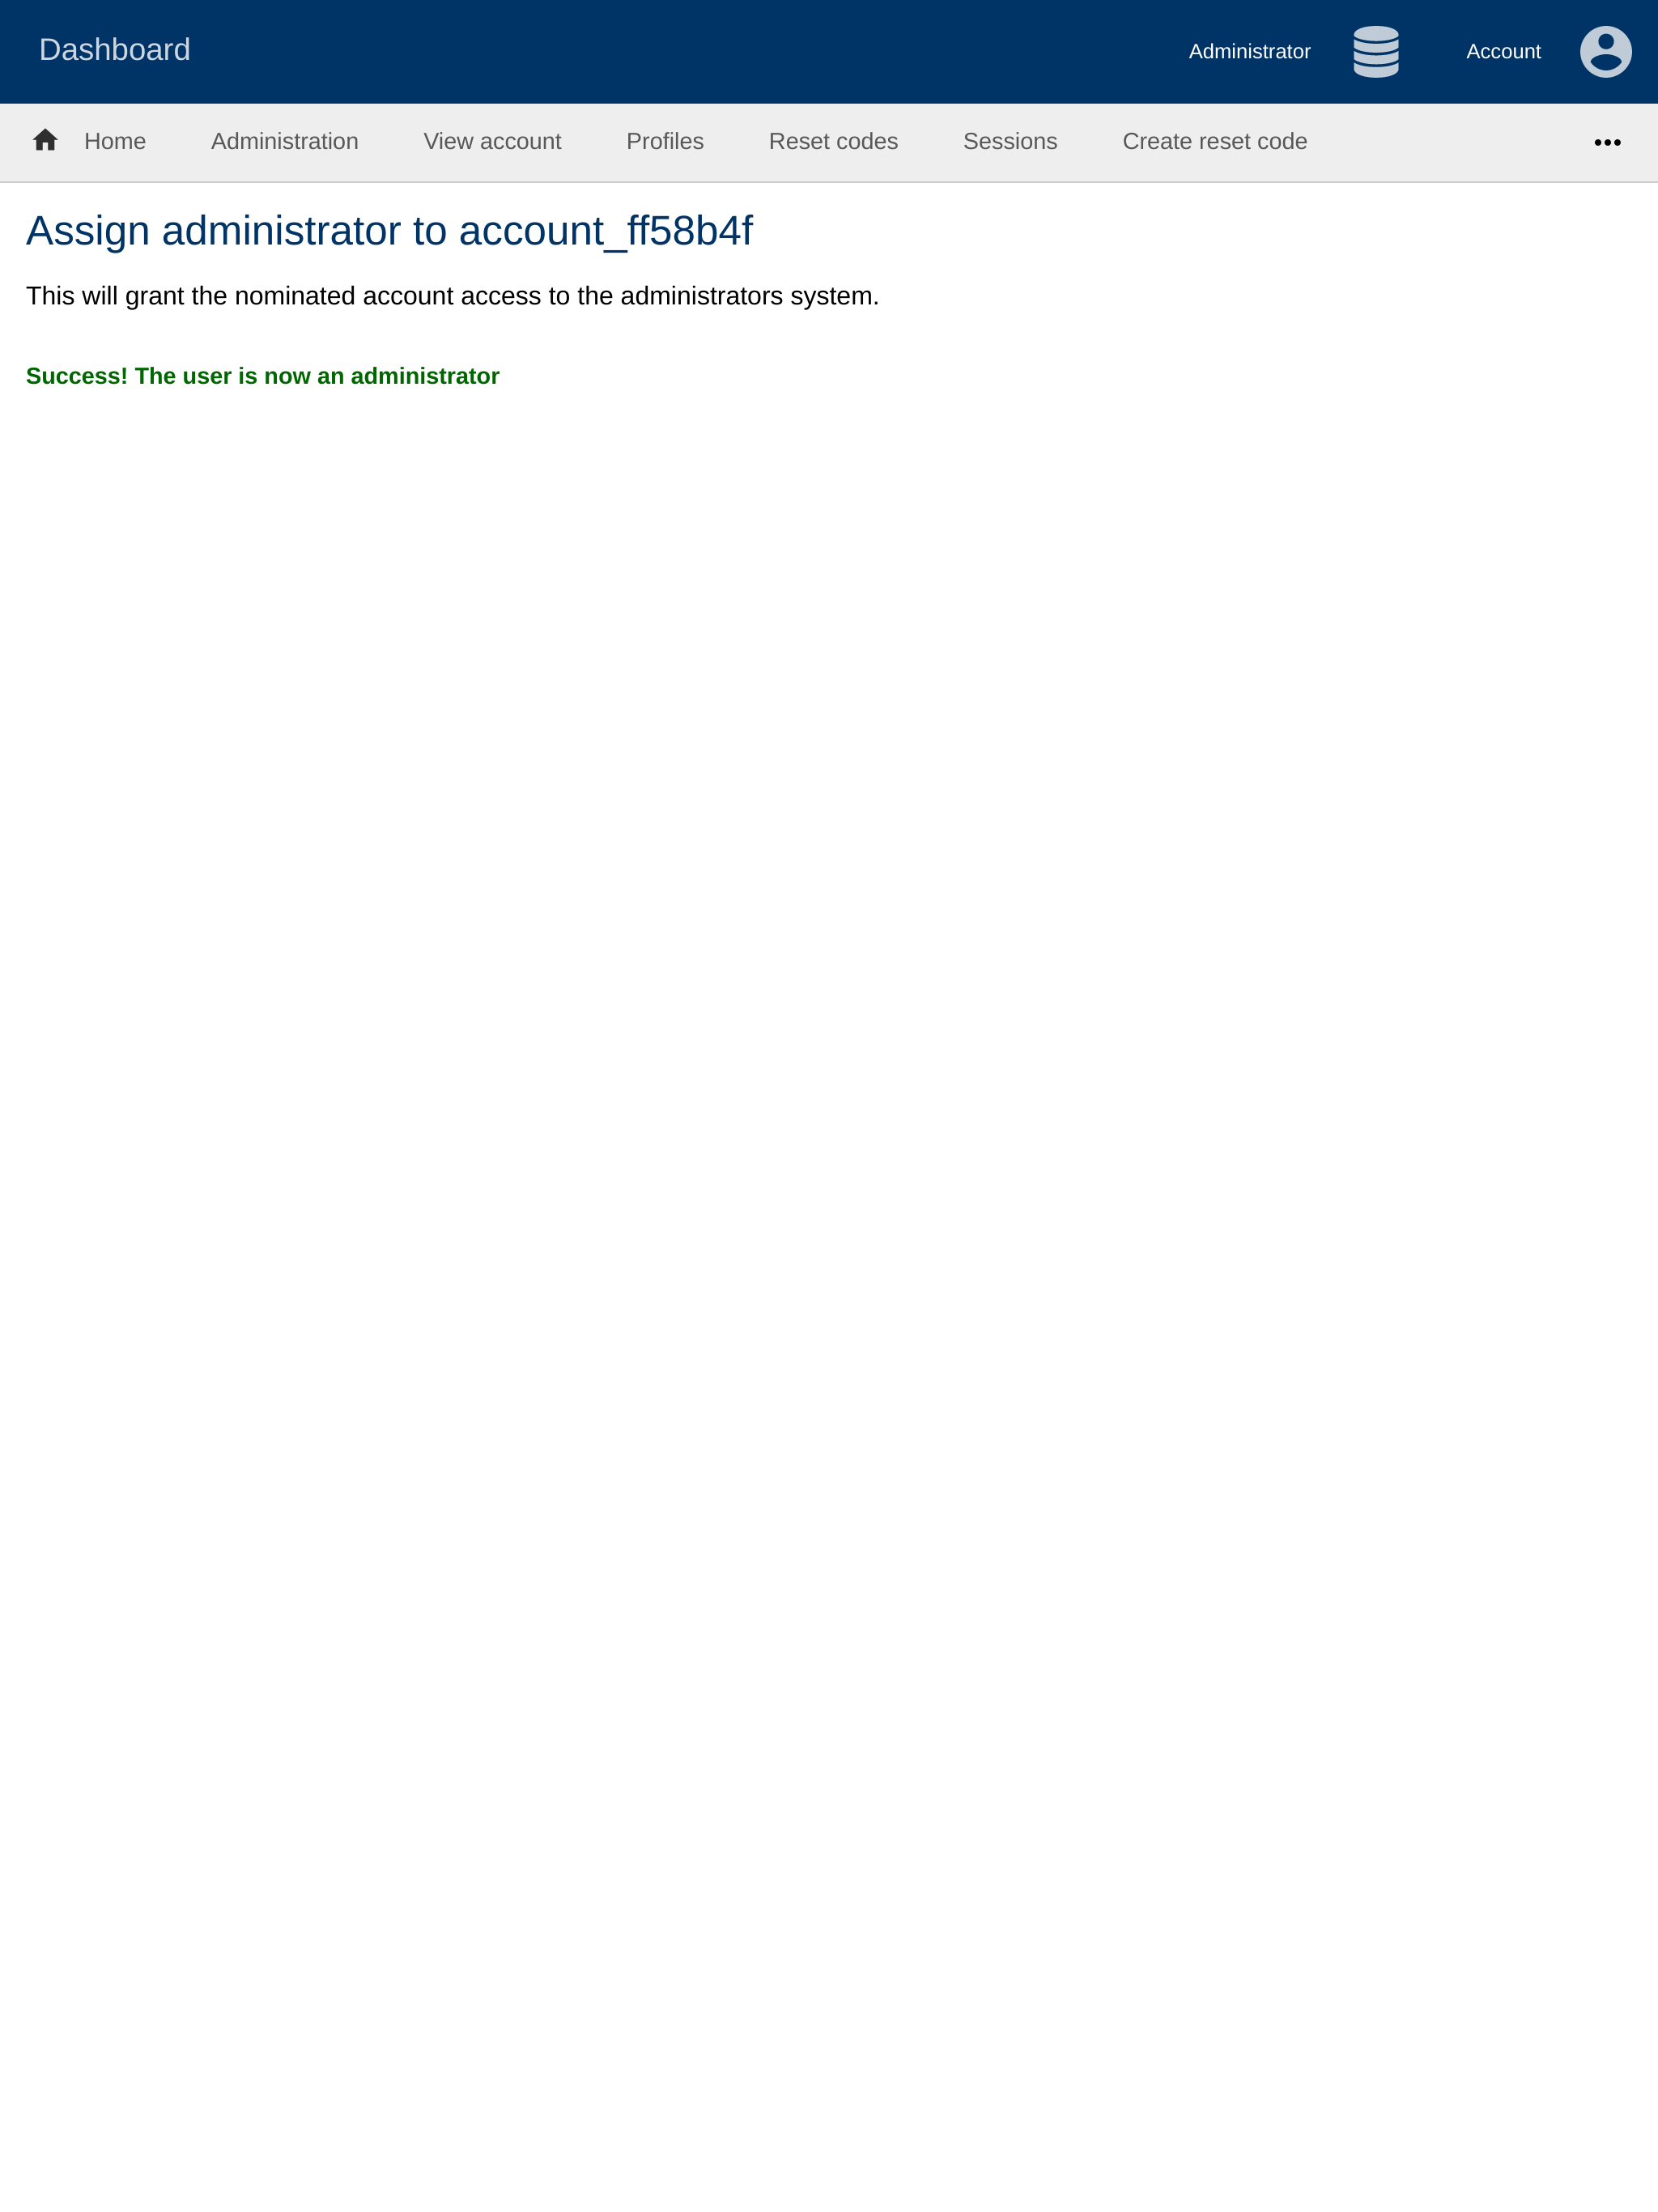 Dashboard Administrator Account
Home Administration View account Profiles Reset codes Sessions Create reset code •••
Assign administrator to account_ff58b4f
This will grant the nominated account access to the administrators system.
Success! The user is now an administrator